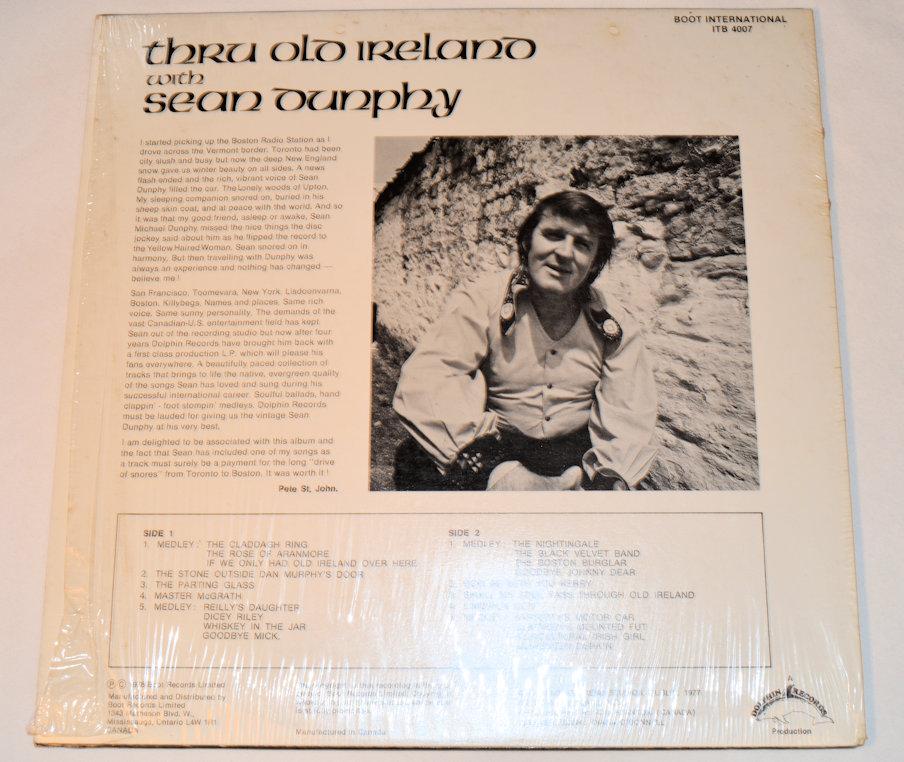 BOOT INTERNATIONAL
ITB 4007
thru old ireland
with
sean dunphy
I started picking up the Boston Radio Station as I
drove across the Vermont border. Toronto had been
city slush and busy but now the deep New England
snow gave us winter beauty on all sides. A news
flash ended and the rich, vibrant voice of Sean
Dunphy filled the car. The Lonely woods of Upton.
My sleeping companion snored on, buried in his
sheep skin coat, and at peace with the world. And so
it was that my good friend, asleep or awake, Sean
Michael Dunphy missed the nice things the disc
jockey said about him as he flipped the record to
the Yellow Haired Woman. Sean snored on in
harmony. But then travelling with Dunphy was
always an experience and nothing has changed —
believe me!
San Francisco, Toomevara, New York, Lisdoonvarna,
Boston, Killybegs. Names and places. Same rich
voice. Same sunny personality. The demands of the
vast Canadian-U.S. entertainment field has kept
Sean out of the recording studio but now after four
years Dolphin Records have brought him back with
a first class production L.P. which will please his
fans everywhere. A beautifully paced collection of
tracks that brings to life the native, evergreen quality
of the songs Sean has loved and sung during his
successful international career. Soulful ballads, hand
clappin' - foot stompin' medleys. Dolphin Records
must be lauded for giving us the vintage Sean
Dunphy at his very best.
I am delighted to be associated with this album and
the fact that Sean has included one of my songs as
a track must surely be a payment for the long "drive
of snores" from Toronto to Boston. It was worth it!
Pete St. John.
SIDE 1
1. MEDLEY: THE CLADDAGH RING
THE ROSE OF ARANMORE
IF WE ONLY HAD OLD IRELAND OVER HERE
2. THE STONE OUTSIDE DAN MURPHY'S DOOR
3. THE PARTING GLASS
4. MASTER McGRATH
5. MEDLEY: REILLY'S DAUGHTER
DICEY RILEY
WHISKEY IN THE JAR
GOODBYE MICK.
SIDE 2
1. MEDLEY: THE NIGHTINGALE
THE BLACK VELVET BAND
THE BOSTON BURGLAR
GOODBYE JOHNNY DEAR
KERRY
PASS THROUGH OLD IRELAND
MOTOR CAR
IRISH GIRL
℗ © 1978 Boot Records Limited
Manufactured and Distributed by
Boot Records Limited
1343 Matheson Blvd. W.,
Mississauga, Ontario L4W 1R1
CANADA
Manufactured in Canada
1977
A
DOLPHIN RECORDS
Production